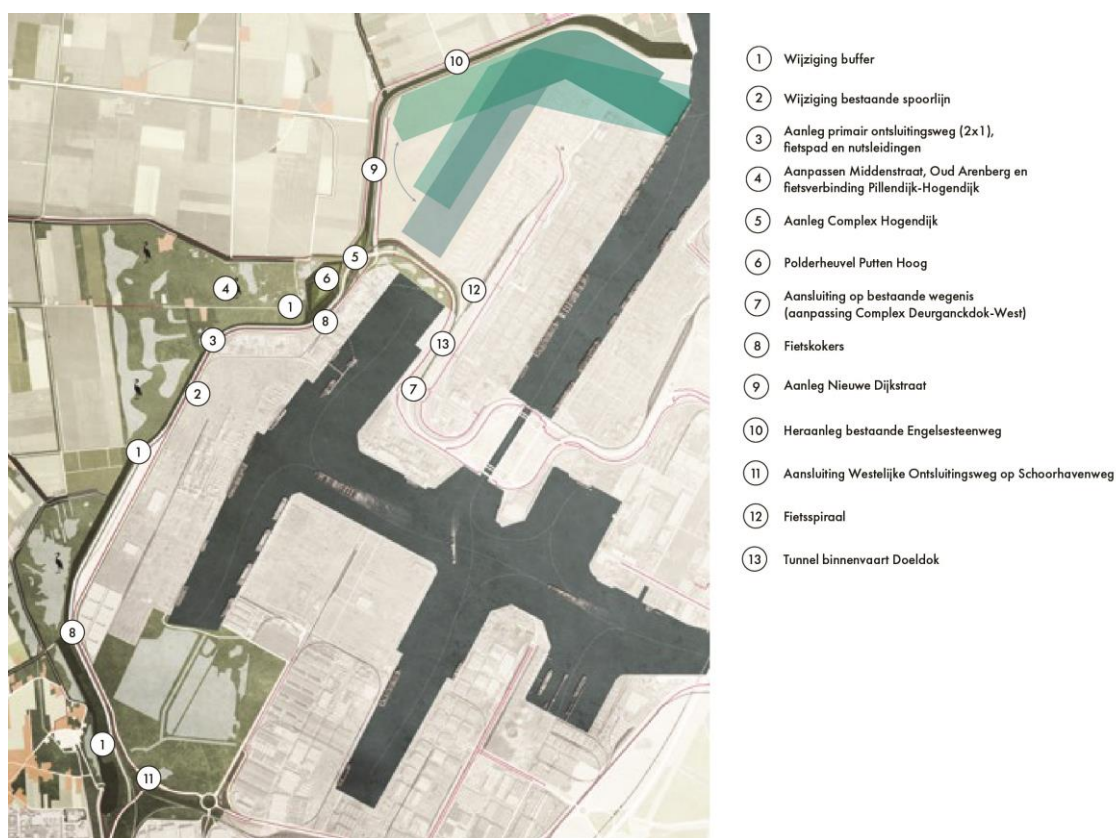 10
9
5
6
4
1
12
8
3
13
7
2
1
8
1
11
1 Wijziging buffer
2 Wijziging bestaande spoorlijn
3 Aanleg primair ontsluitingsweg (2x1),
fietspad en nutsleidingen
4 Aanpassen Middenstraat, Oud Arenberg en
fietsverbinding Pillendijk-Hogendijk
5 Aanleg Complex Hogendijk
6 Polderheuvel Putten Hoog
7 Aansluiting op bestaande wegenis
(aanpassing Complex Deurganckdok-West)
8 Fietskokers
9 Aanleg Nieuwe Dijkstraat
10 Heraanleg bestaande Engelsesteenweg
11 Aansluiting Westelijke Ontsluitingsweg op Schoorhavenweg
12 Fietsspiraal
13 Tunnel binnenvaart Doeldok